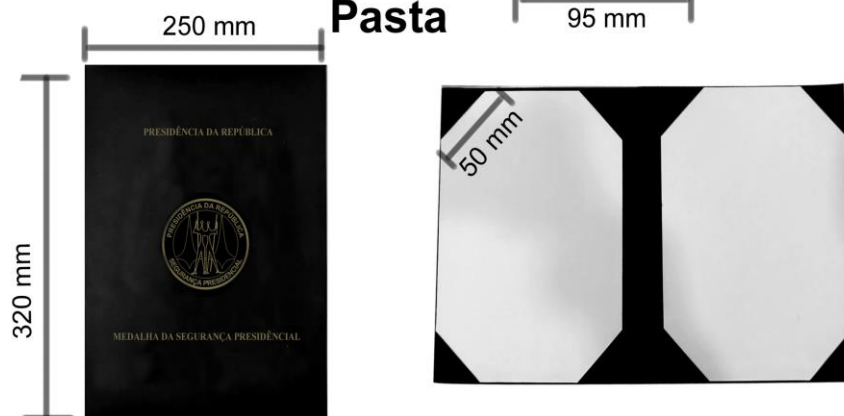 250 mm
Pasta
95 mm
PRESIDÊNCIA DA REPÚBLICA
50 mm
PRESIDÊNCIA DA REPÚBLICA
SEGURANÇA PRESIDENCIAL
320 mm
MEDALHA DA SEGURANÇA PRESIDÊNCIAL